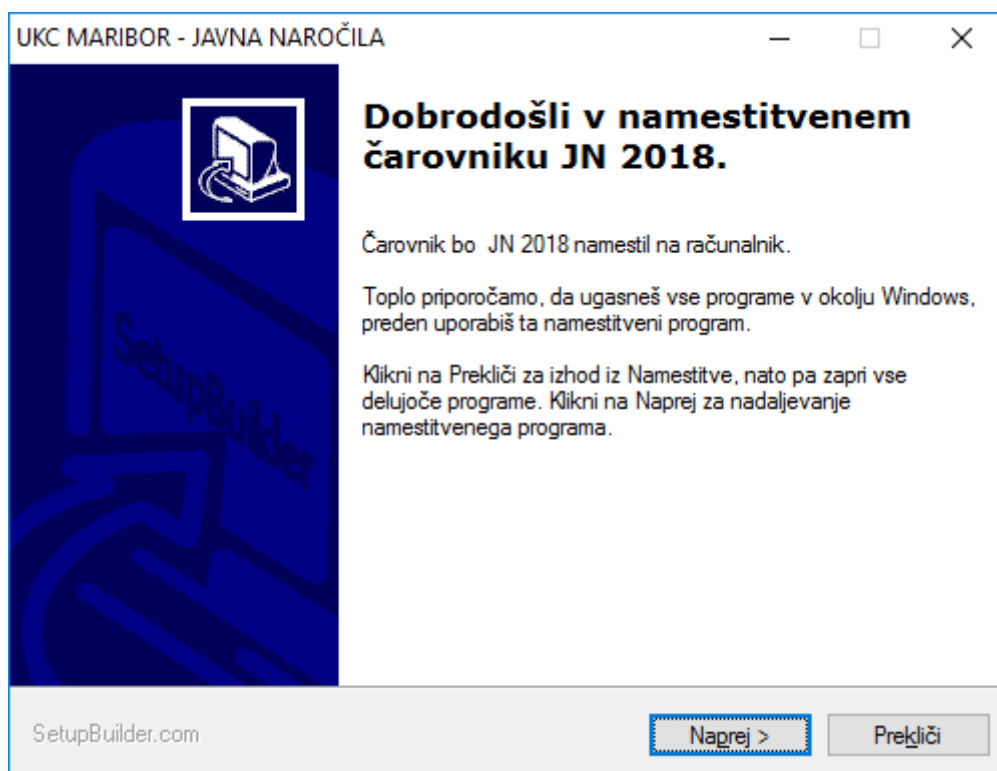 UKC MARIBOR - JAVNA NAROČILA
Dobrodošli v namestitvenem
čarovniku JN 2018.
Čarovnik bo  JN 2018 namestil na računalnik.
Toplo priporočamo, da ugasneš vse programe v okolju Windows,
preden uporabiš ta namestitveni program.
Klikni na Prekliči za izhod iz Namestitve, nato pa zapri vse
delujoče programe. Klikni na Naprej za nadaljevanje
namestitvenega programa.
SetupBuilder
SetupBuilder.com
Naprej >
Prekliči